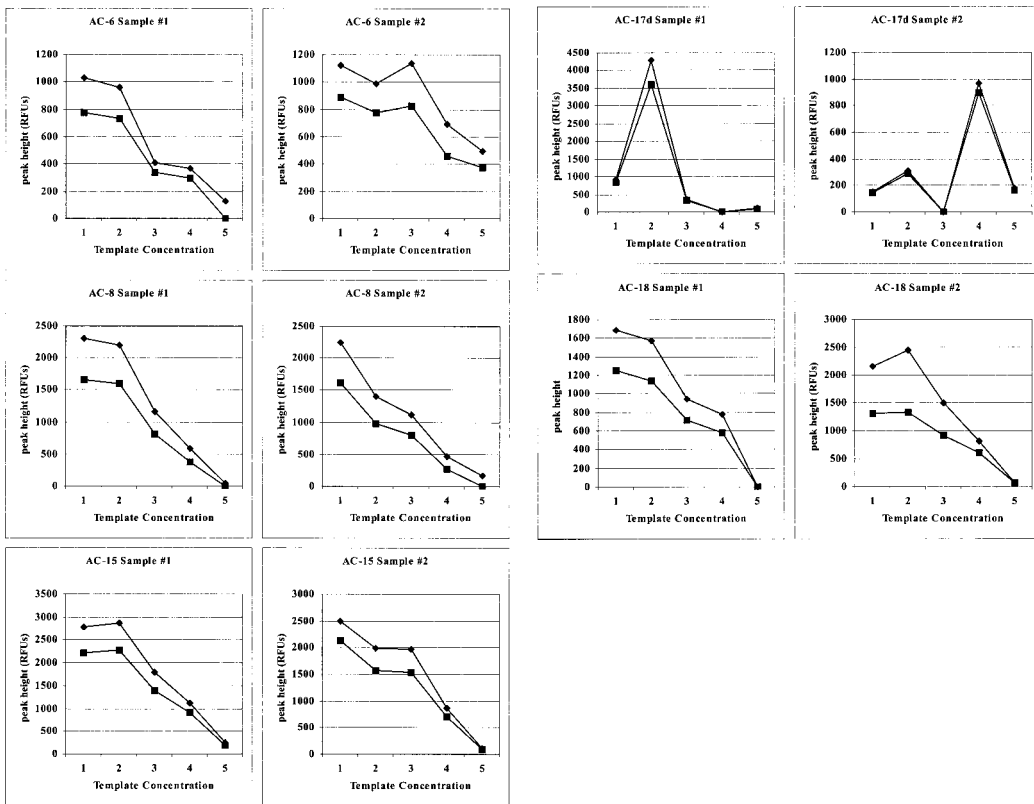 AC-6 Sample #1
1200
1000
800
600
400
200
0
peak height (RFUs)
1 2 3 4 5
Template Concentration
AC-6 Sample #2
1200
1000
800
600
400
200
0
peak height (RFUs)
1 2 3 4 5
Template Concentration
AC-17d Sample #1
4500
4000
3500
3000
2500
2000
1500
1000
500
0
peak height (RFUs)
1 2 3 4 5
Template Concentration
AC-17d Sample #2
1200
1000
800
600
400
200
0
peak height (RFUs)
1 2 3 4 5
Template Concentration
AC-8 Sample #1
2500
2000
1500
1000
500
0
peak height (RFUs)
1 2 3 4 5
Template Concentration
AC-8 Sample #2
2500
2000
1500
1000
500
0
peak height (RFUs)
1 2 3 4 5
Template Concentration
AC-18 Sample #1
1800
1600
1400
1200
1000
800
600
400
200
0
peak height
1 2 3 4 5
Template Concentration
AC-18 Sample #2
3000
2500
2000
1500
1000
500
0
peak height (RFUs)
1 2 3 4 5
Template Concentration
AC-15 Sample #1
3500
3000
2500
2000
1500
1000
500
0
peak height (RFUs)
1 2 3 4 5
Template Concentration
AC-15 Sample #2
3000
2500
2000
1500
1000
500
0
peak height (RFUs)
1 2 3 4 5
Template Concentration